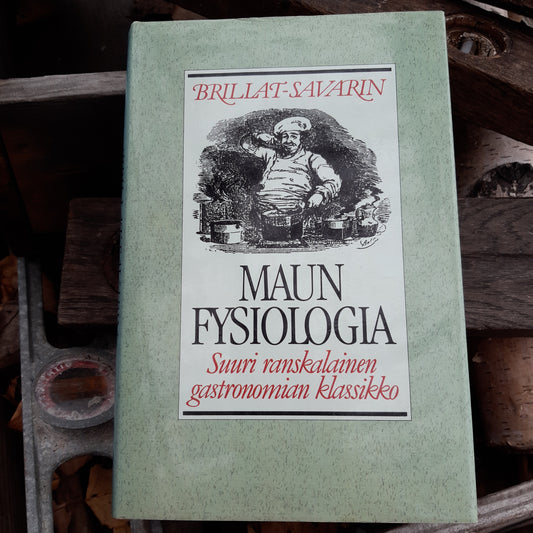 BRILLAT-SAVARIN
MAUN
FYSIOLOGIA
Suuri ranskalainen
gastronomian klassikko